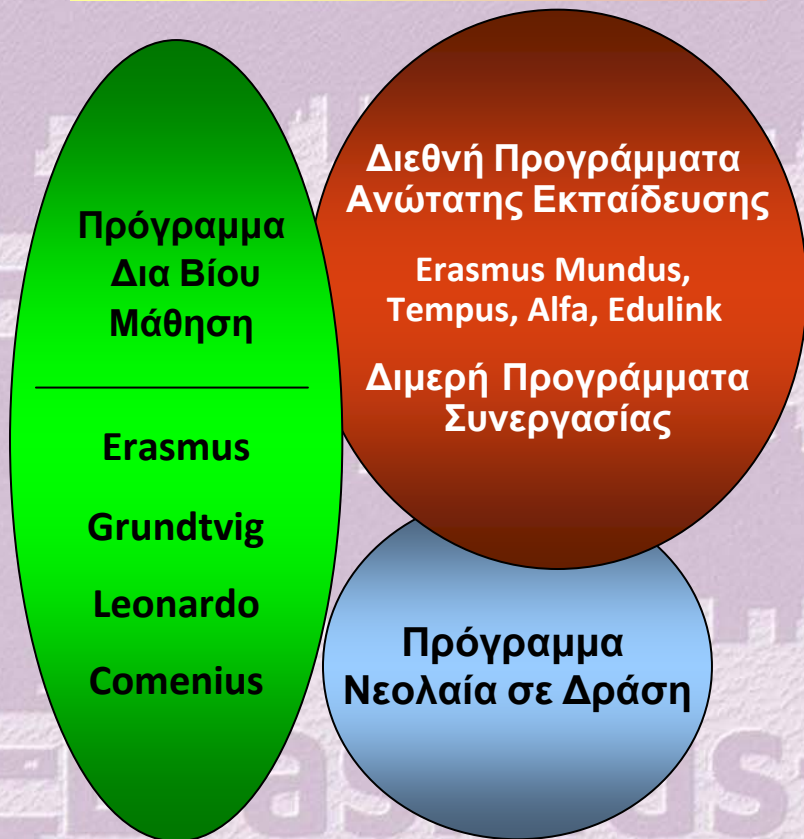 Πρόγραμμα
Δια Βίου
Μάθηση
Erasmus
Grundtvig
Leonardo
Comenius
Διεθνή Προγράμματα
Ανώτατης Εκπαίδευσης
Erasmus Mundus,
Tempus, Alfa, Edulink
Διμερή Προγράμματα
Συνεργασίας
Πρόγραμμα
Νεολαία σε Δράση
Erasmus